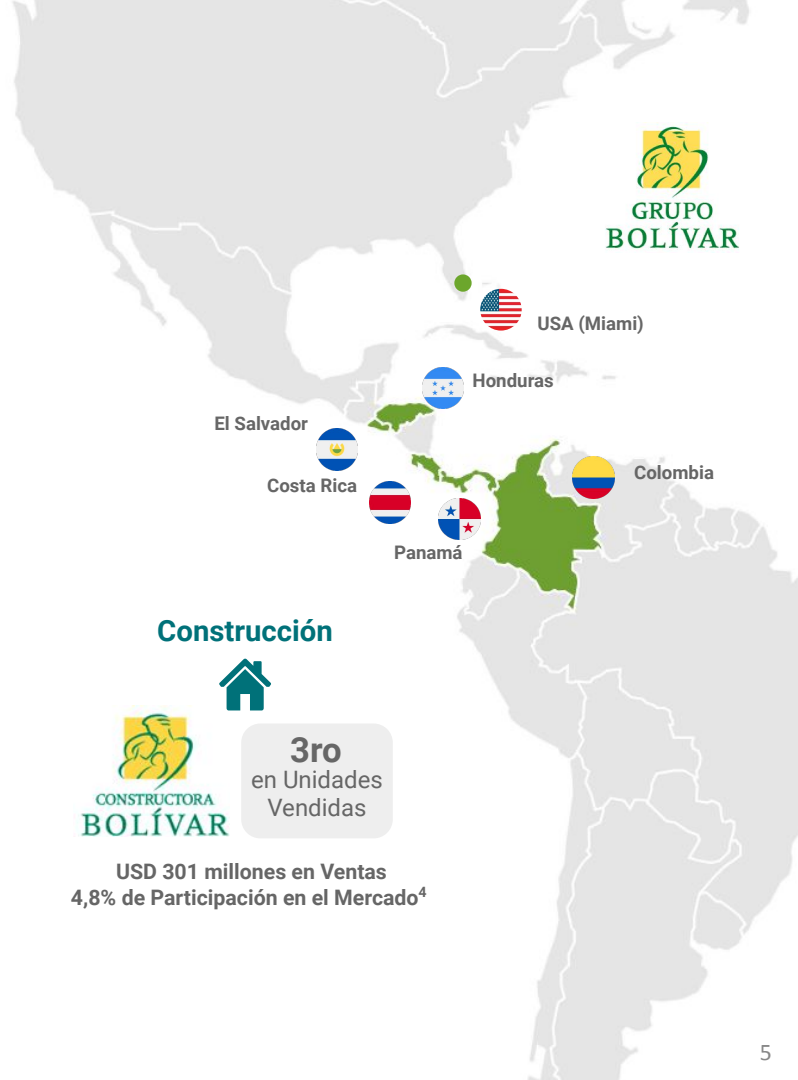 GRUPO
BOLÍVAR
USA (Miami)
Honduras
El Salvador
Costa Rica
Colombia
Panamá
Construcción
CONSTRUCTORA
BOLÍVAR
3ro
en Unidades
Vendidas
USD 301 millones en Ventas
4,8% de Participación en el Mercado⁴
5